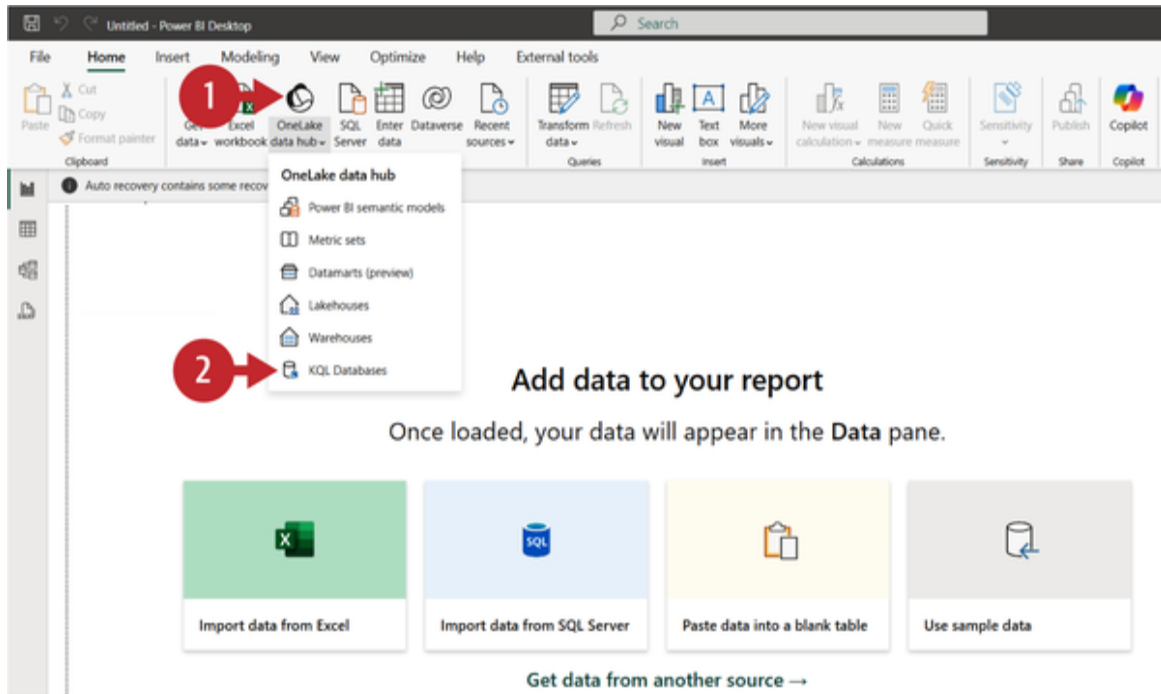 Untitled - Power BI Desktop
Search
File Home Insert Modeling View Optimize Help External tools
Paste
Cut
Copy
Format painter
Clipboard
1
Get data
Excel workbook
OneLake data hub
SQL Server
Enter data
Dataverse
Recent sources
Transform data
Refresh
Queries
New visual
Text box
More visuals
Insert
New visual calculation
New measure
Quick measure
Calculations
Sensitivity
Sensitivity
Publish
Share
Copilot
Copilot
Auto recovery contains some recov
OneLake data hub
Power BI semantic models
Metric sets
Datamarts (preview)
Lakehouses
Warehouses
2
KQL Databases
Add data to your report
Once loaded, your data will appear in the Data pane.
X
SQL
Import data from Excel
Import data from SQL Server
Paste data into a blank table
Use sample data
Get data from another source →